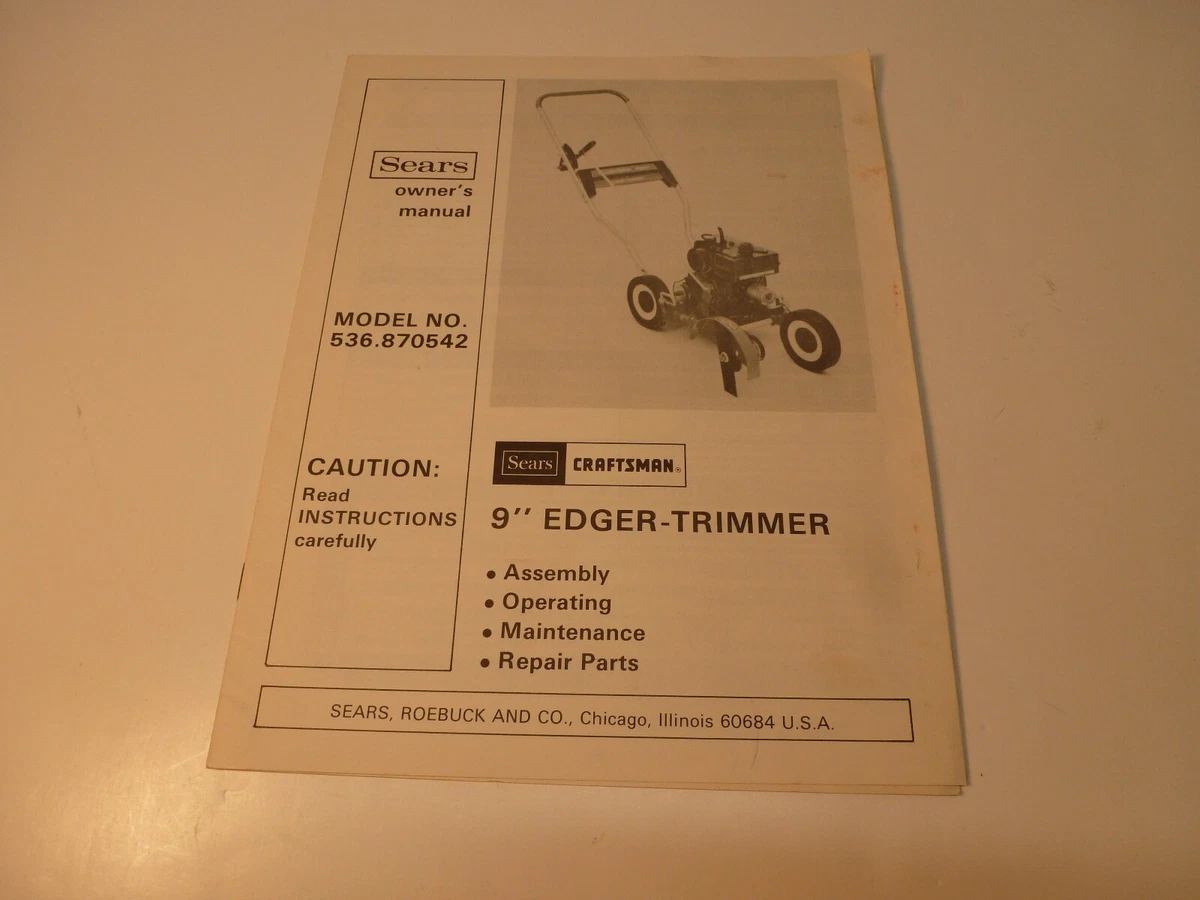 Sears
owner's
manual
MODEL NO.
536.870542
CAUTION:
Read
INSTRUCTIONS
carefully
Sears CRAFTSMAN®
9" EDGER-TRIMMER
• Assembly
• Operating
• Maintenance
• Repair Parts
SEARS, ROEBUCK AND CO., Chicago, Illinois 60684 U.S.A.